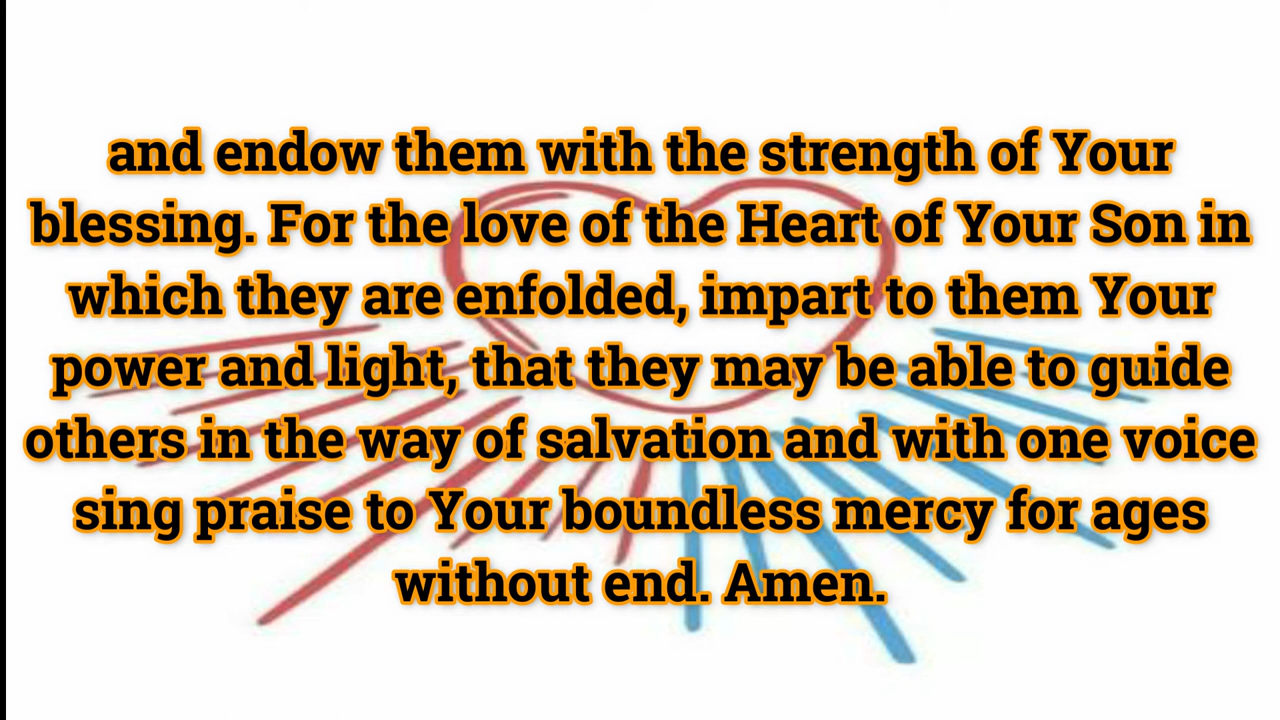 and endow them with the strength of Your
blessing. For the love of the Heart of Your Son in
which they are enfolded, impart to them Your
power and light, that they may be able to guide
others in the way of salvation and with one voice
sing praise to Your boundless mercy for ages
without end. Amen.